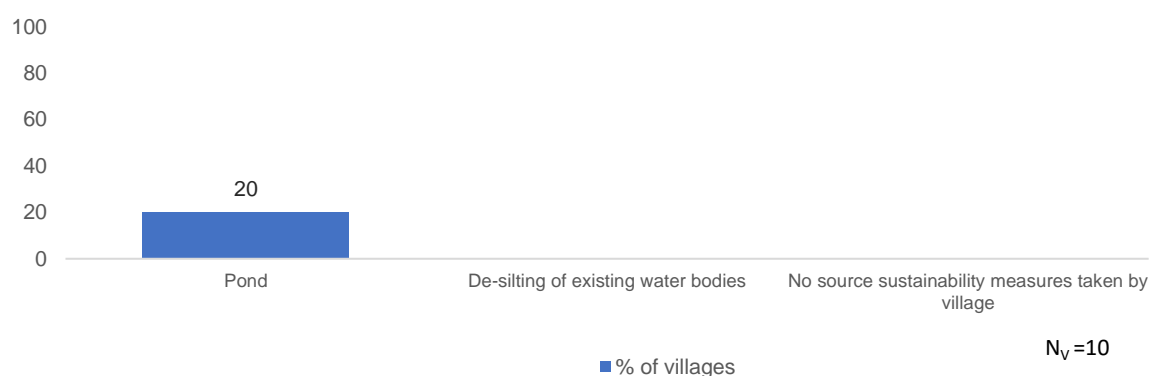 100
80
60
40
20
0
20
Pond
De-silting of existing water bodies
No source sustainability measures taken by
village
% of villages
NV =10